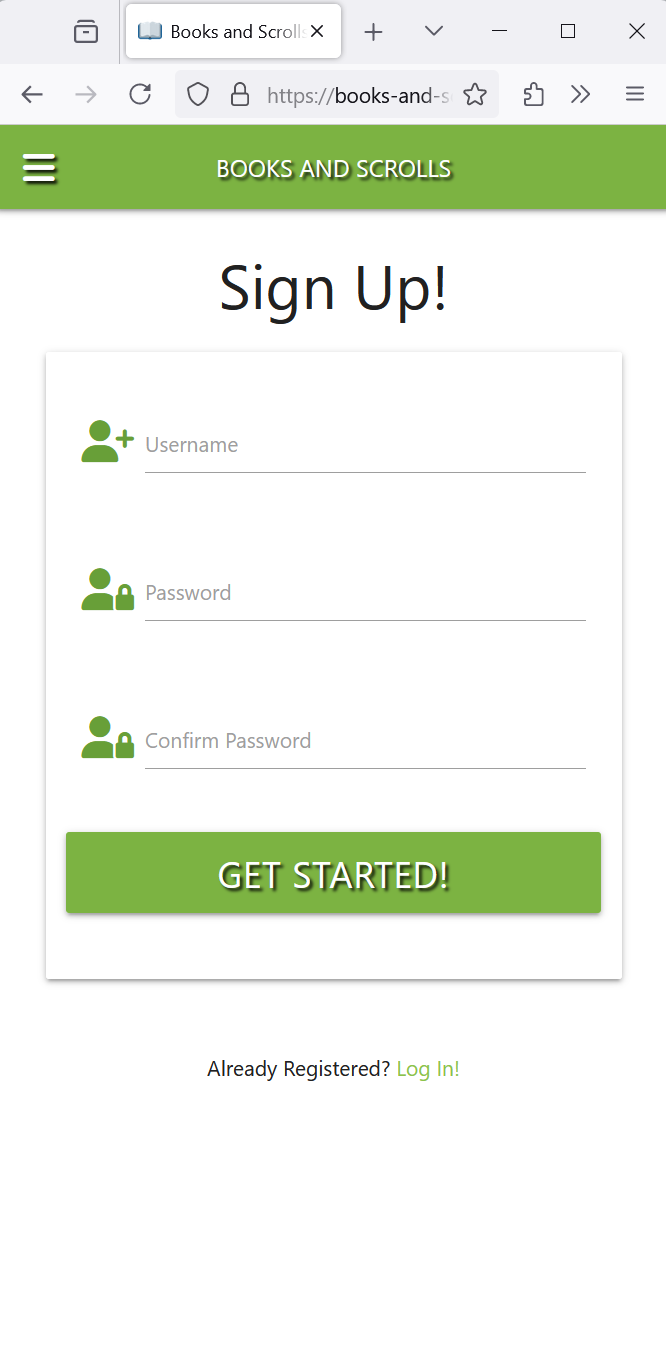 Books and Scrolls
https://books-and-s
BOOKS AND SCROLLS
Sign Up!
Username
Password
Confirm Password
GET STARTED!
Already Registered? Log In!